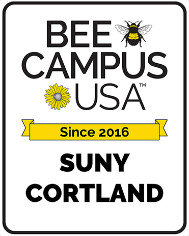 BEE
CAMPUS
USA™
Since 2016
SUNY
CORTLAND